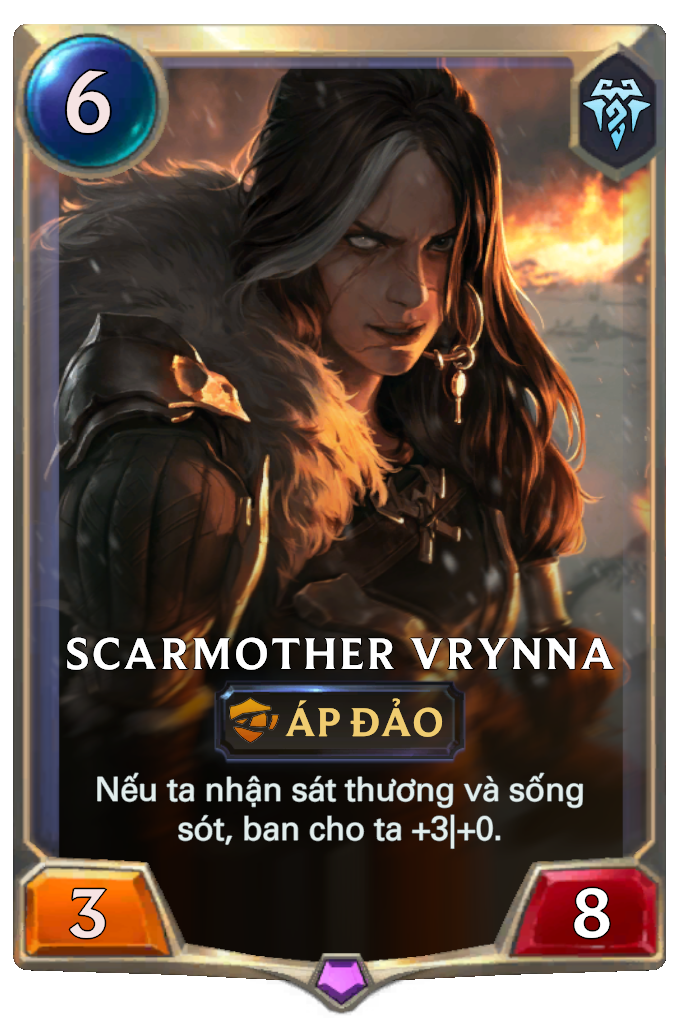 6
SCARMOTHER VRYNNA
ÁP ĐẢO
Nếu ta nhận sát thương và sống
sót, ban cho ta +3|+0.
3
8